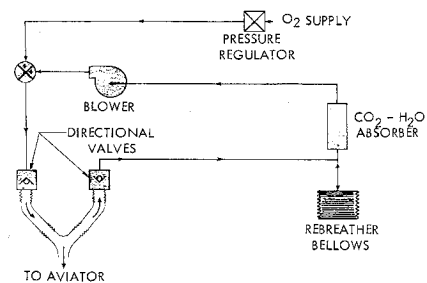 O2 SUPPLY
PRESSURE
REGULATOR
BLOWER
CO2 - H2O
ABSORBER
DIRECTIONAL
VALVES
REBREATHER
BELLOWS
TO AVIATOR